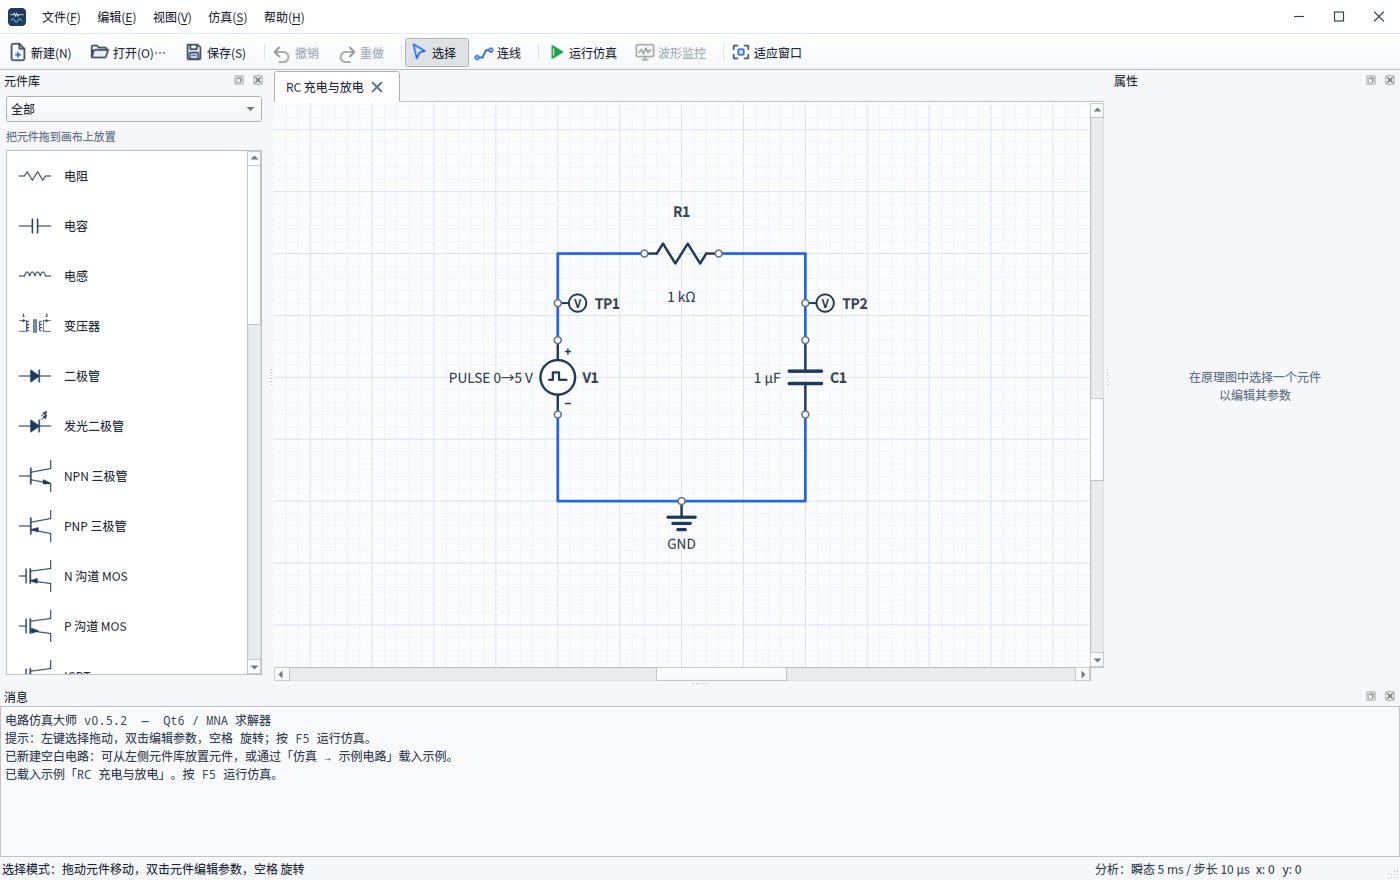 文件(F) 编辑(E) 视图(V) 仿真(S) 帮助(H)
新建(N) 打开(O)··· 保存(S) 撤销 重做 选择 连线 运行仿真 波形监控 适应窗口
元件库
全部
把元件拖到画布上放置
电阻
电容
电感
变压器
二极管
发光二极管
NPN 三极管
PNP 三极管
N 沟道 MOS
P 沟道 MOS
RC 充电与放电
R1
1 kΩ
V TP1
V TP2
+
PULSE 0→5 V
V1
−
1 µF
C1
GND
属性
在原理图中选择一个元件
以编辑其参数
消息
电路仿真大师 v0.5.2 — Qt6 / MNA 求解器
提示：左键选择拖动，双击编辑参数，空格 旋转；按 F5 运行仿真。
已新建空白电路：可从左侧元件库放置元件，或通过「仿真 → 示例电路」载入示例。
已载入示例「RC 充电与放电」。按 F5 运行仿真。
选择模式：拖动元件移动，双击元件编辑参数，空格 旋转
分析：瞬态 5 ms / 步长 10 µs x: 0 y: 0